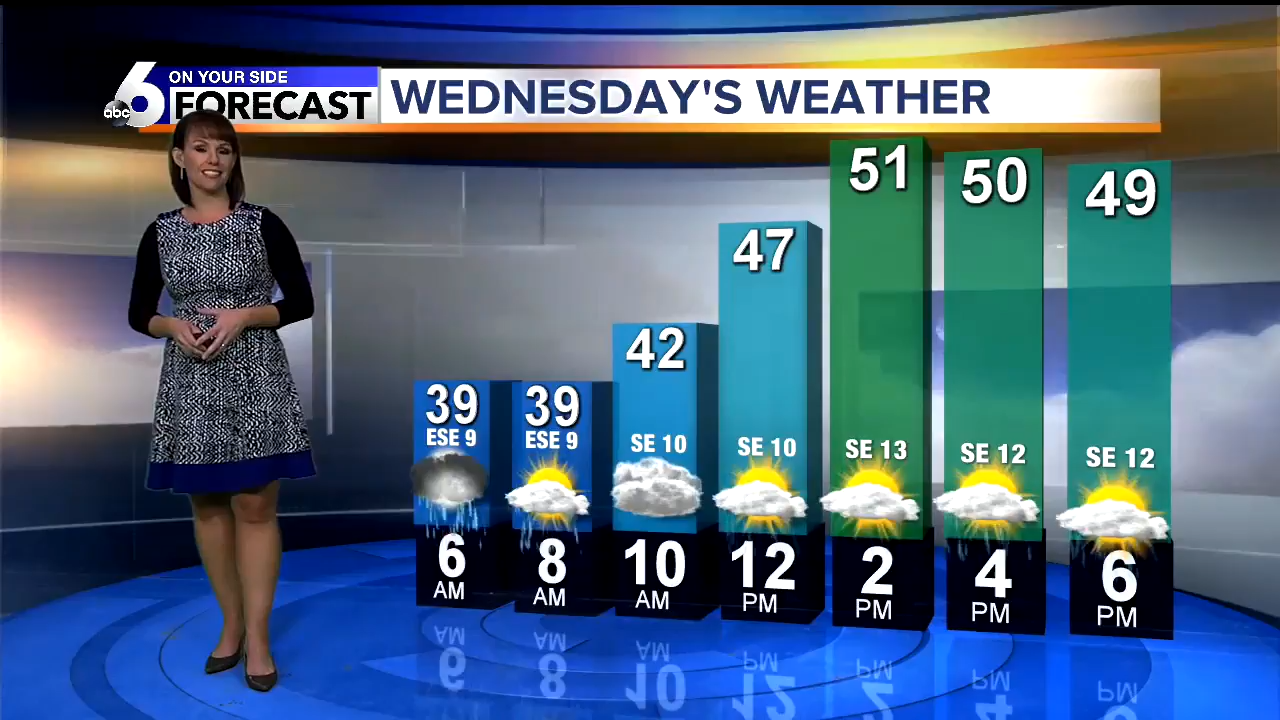 abc 6 ON YOUR SIDE
FORECAST
WEDNESDAY'S WEATHER
39
ESE 9
6
AM
39
ESE 9
8
AM
42
SE 10
10
AM
47
SE 10
12
PM
51
SE 13
2
PM
50
SE 12
4
PM
49
SE 12
6
PM